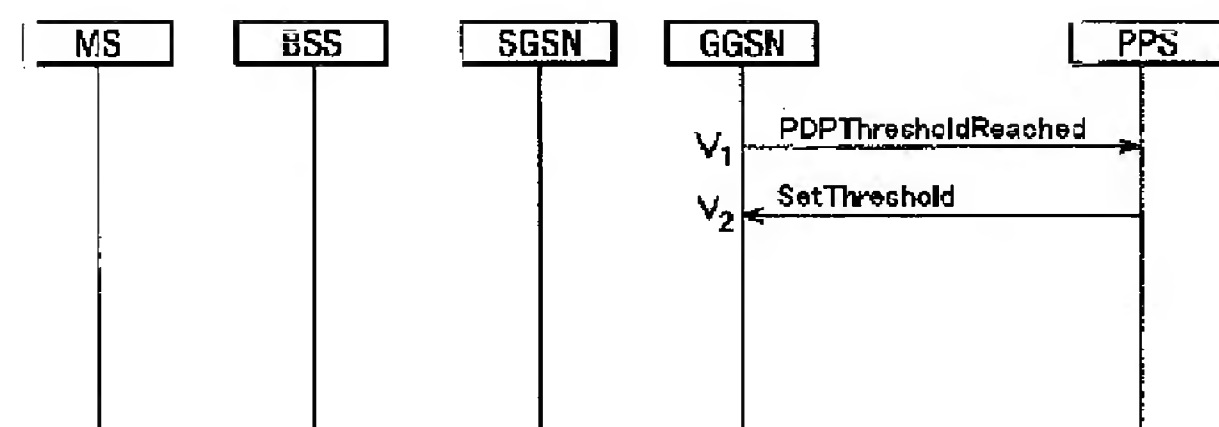 MS BSS SGSN GGSN PPS
V1 PDPThresholdReached
V2 SetThreshold